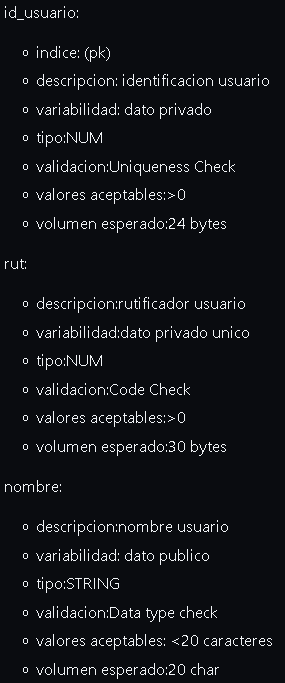 id_usuario:
indice: (pk)
descripcion: identificacion usuario
variabilidad: dato privado
tipo:NUM
validacion:Uniqueness Check
valores aceptables:>0
volumen esperado:24 bytes
rut:
descripcion:rutificador usuario
variabilidad:dato privado unico
tipo:NUM
validacion:Code Check
valores aceptables:>0
volumen esperado:30 bytes
nombre:
descripcion:nombre usuario
variabilidad: dato publico
tipo:STRING
validacion:Data type check
valores aceptables: <20 caracteres
volumen esperado:20 char